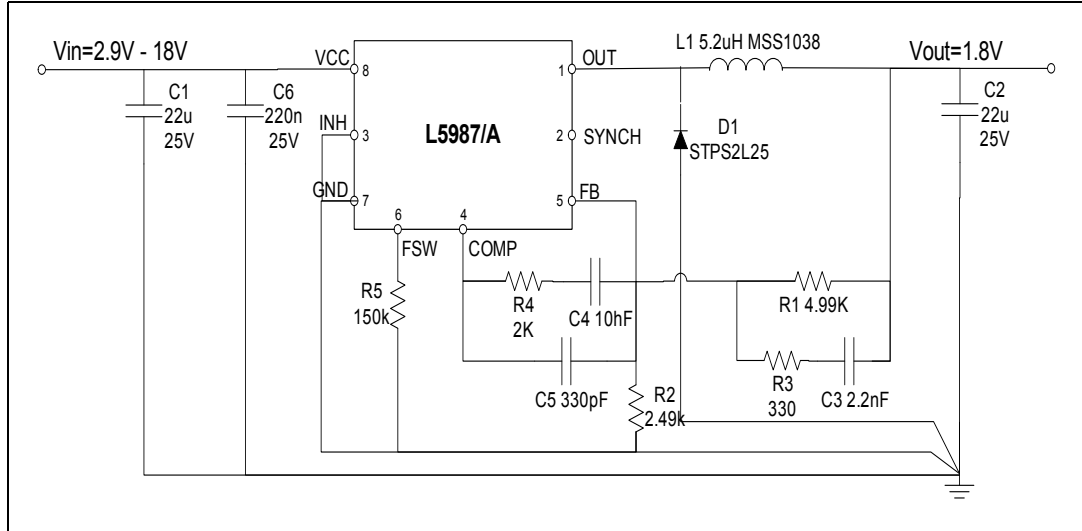 Vin=2.9V - 18V
VCC
8
1
OUT
L1 5.2uH MSS1038
Vout=1.8V
C1
22u
25V
C6
220n
25V
INH
3
L5987/A
2
SYNCH
D1
STPS2L25
C2
22u
25V
GND
7
5
FB
6
4
FSW
COMP
R5
150k
R4
2K
C4 10hF
R1 4.99K
C5 330pF
R2
2.49k
R3
330
C3 2.2nF